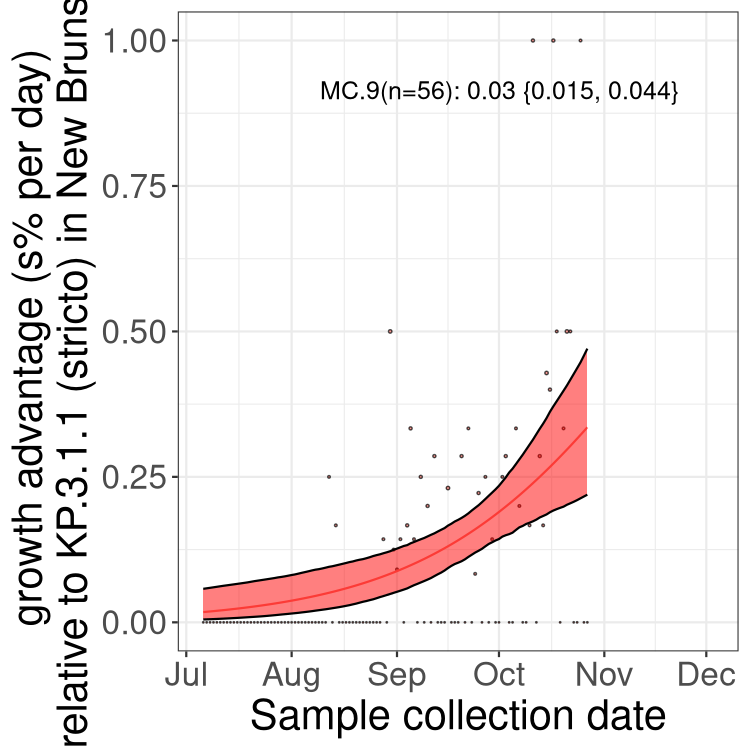 growth advantage (s% per day)
relative to KP.3.1.1 (stricto) in New Bruns
1.00
0.75
0.50
0.25
0.00
MC.9(n=56): 0.03 {0.015, 0.044}
Jul Aug Sep Oct Nov Dec
Sample collection date